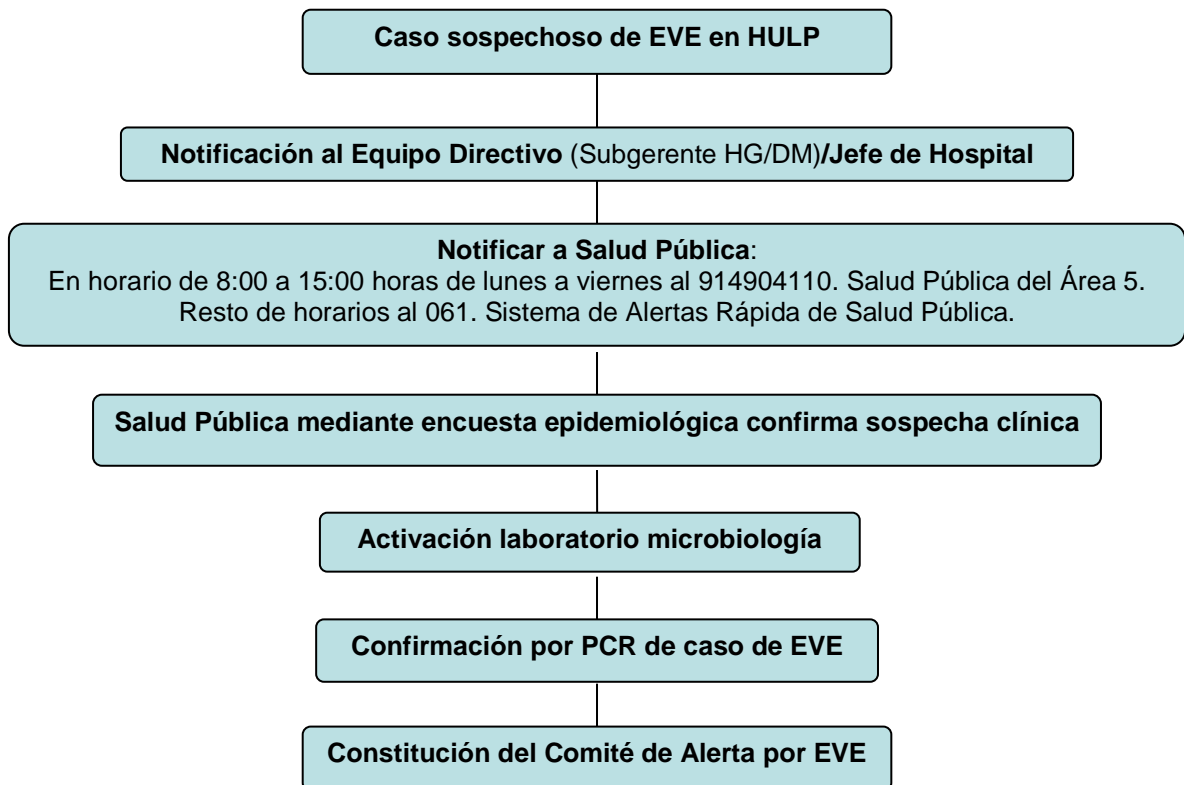 Caso sospechoso de EVE en HULP
Notificación al Equipo Directivo (Subgerente HG/DM)/Jefe de Hospital
Notificar a Salud Pública:
En horario de 8:00 a 15:00 horas de lunes a viernes al 914904110. Salud Pública del Área 5.
Resto de horarios al 061. Sistema de Alertas Rápida de Salud Pública.
Salud Pública mediante encuesta epidemiológica confirma sospecha clínica
Activación laboratorio microbiología
Confirmación por PCR de caso de EVE
Constitución del Comité de Alerta por EVE